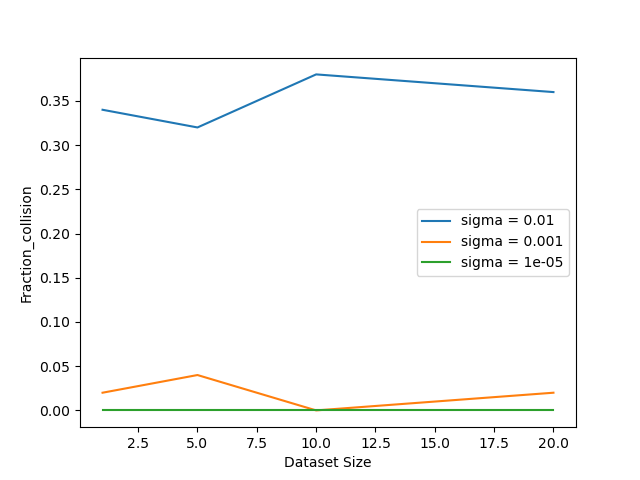 Fraction_collision
0.35
0.30
0.25
0.20
0.15
0.10
0.05
0.00
sigma = 0.01
sigma = 0.001
sigma = 1e-05
2.5 5.0 7.5 10.0 12.5 15.0 17.5 20.0
Dataset Size